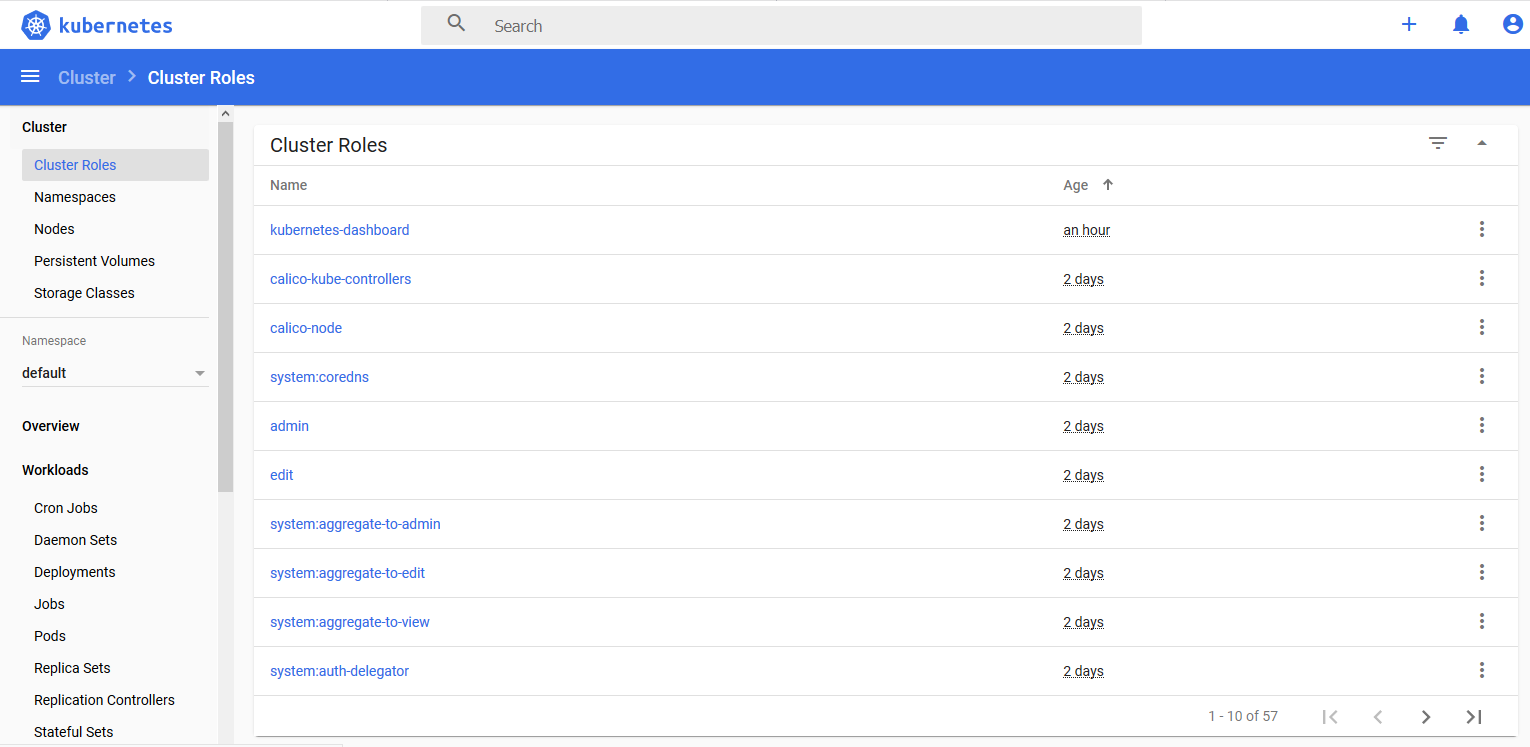 kubernetes
Search
Cluster
Cluster Roles
Cluster
Cluster Roles
Namespaces
Nodes
Persistent Volumes
Storage Classes
Namespace
default
Overview
Workloads
Cron Jobs
Daemon Sets
Deployments
Jobs
Pods
Replica Sets
Replication Controllers
Stateful Sets
Cluster Roles
Name Age
kubernetes-dashboard an hour
calico-kube-controllers 2 days
calico-node 2 days
system:coredns 2 days
admin 2 days
edit 2 days
system:aggregate-to-admin 2 days
system:aggregate-to-edit 2 days
system:aggregate-to-view 2 days
system:auth-delegator 2 days
1 - 10 of 57